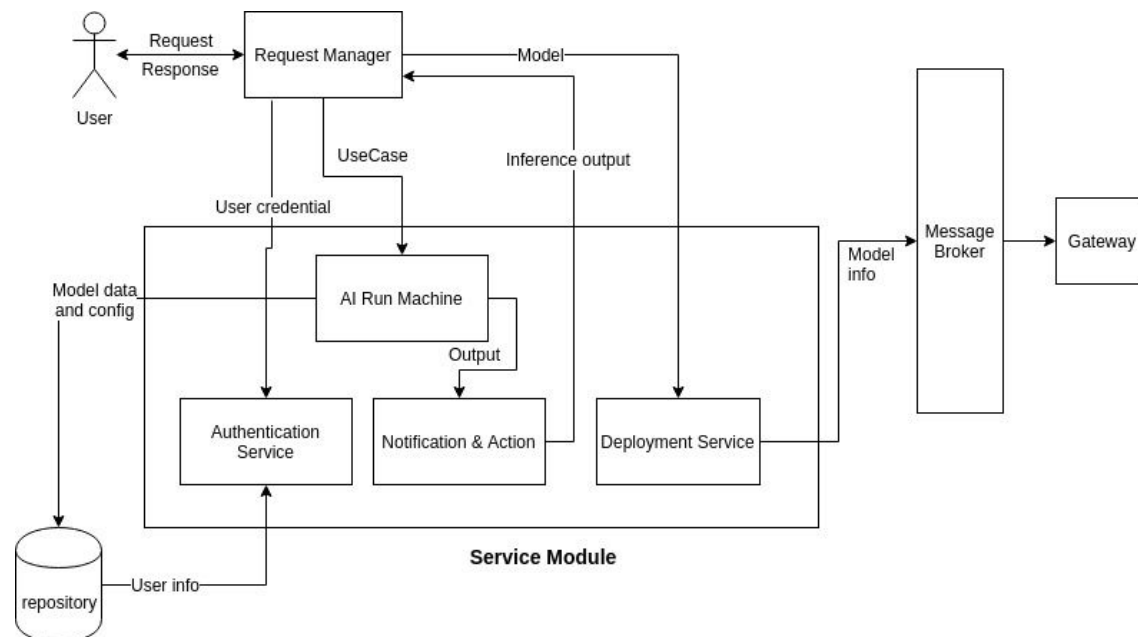 Request
Response
User
Request Manager
Model
UseCase
Inference output
User credential
Message
Broker
Gateway
Model
info
AI Run Machine
Model data
and config
Output
Authentication
Service
Notification & Action
Deployment Service
Service Module
User info
repository